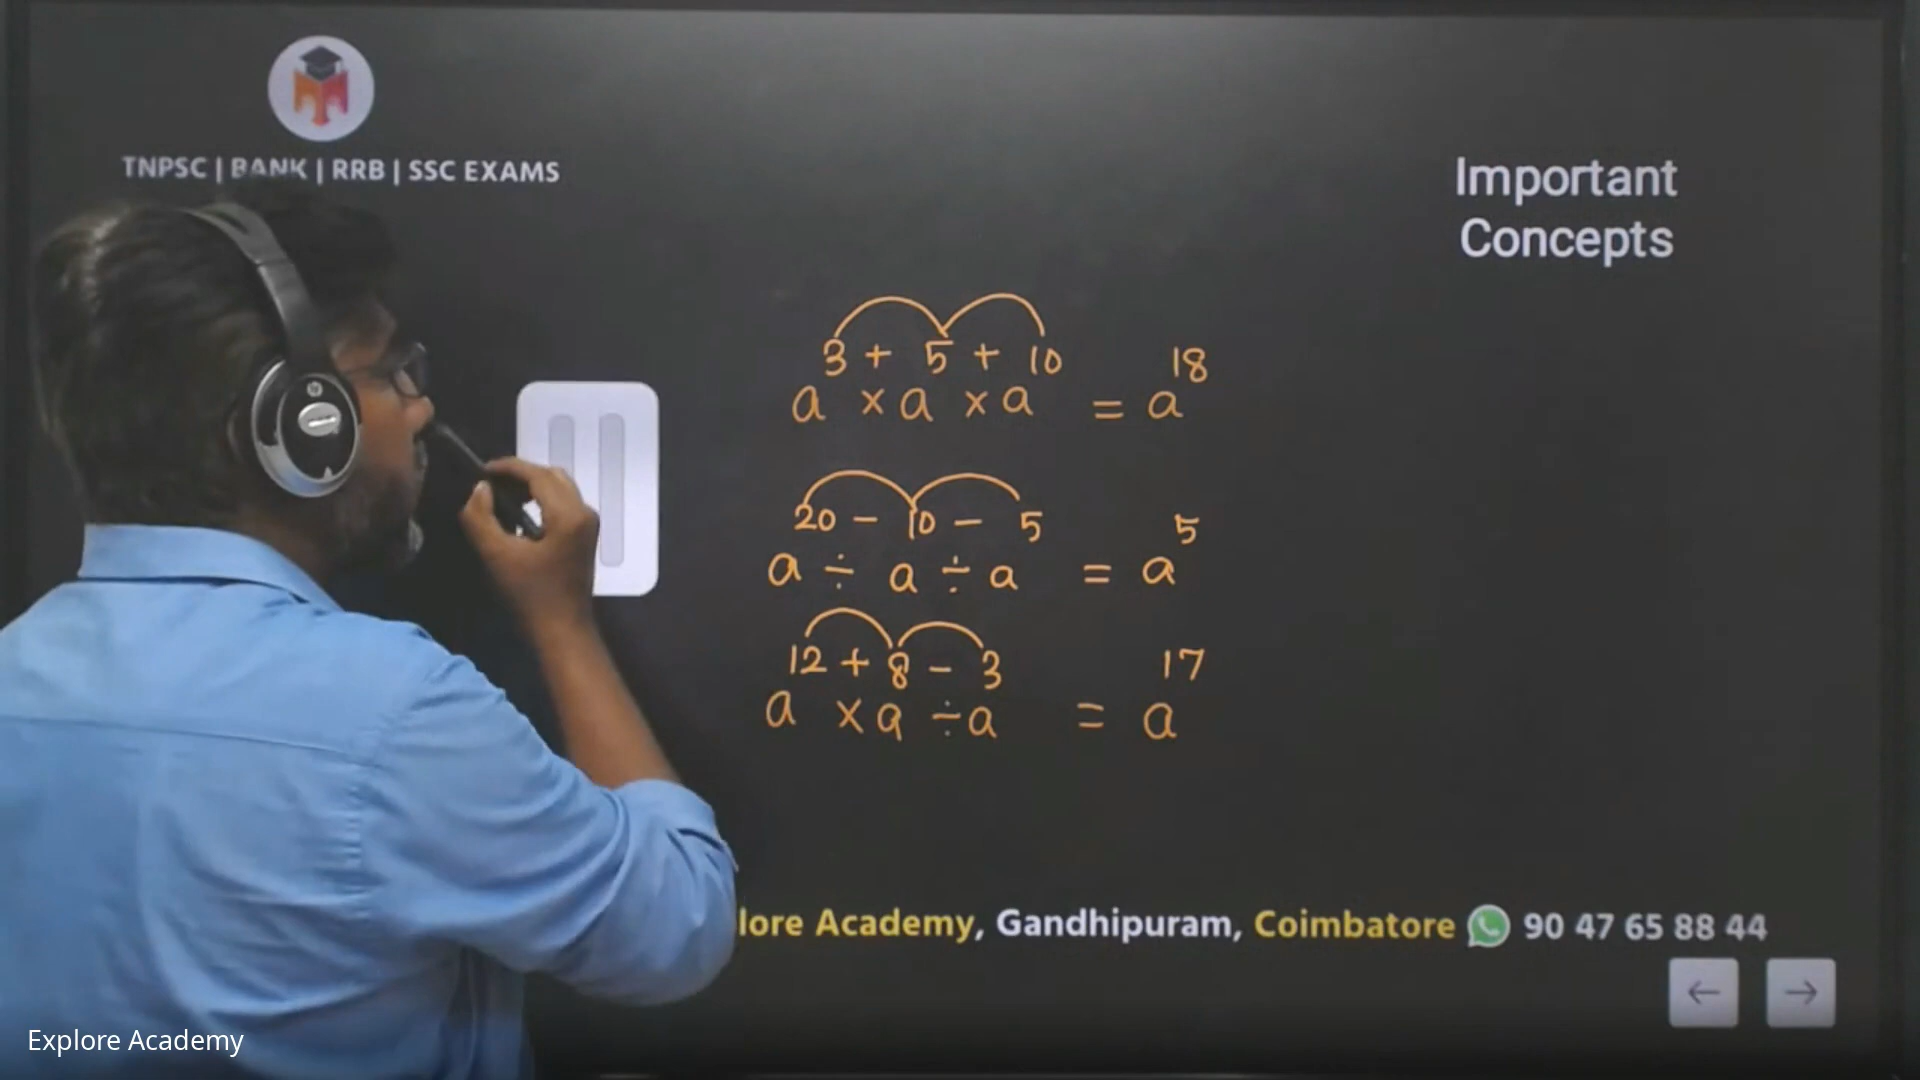 TNPSC | BANK | RRB | SSC EXAMS
Important
Concepts
3 + 5 + 10 18
a × a × a = a
20 - 10 - 5 5
a ÷ a ÷ a = a
12 + 8 - 3 17
a × a ÷ a = a
lore Academy, Gandhipuram, Coimbatore 90 47 65 88 44
Explore Academy